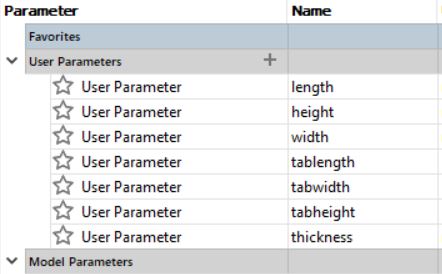 Parameter Name
Favorites
User Parameters +
User Parameter length
User Parameter height
User Parameter width
User Parameter tablength
User Parameter tabwidth
User Parameter tabheight
User Parameter thickness
Model Parameters